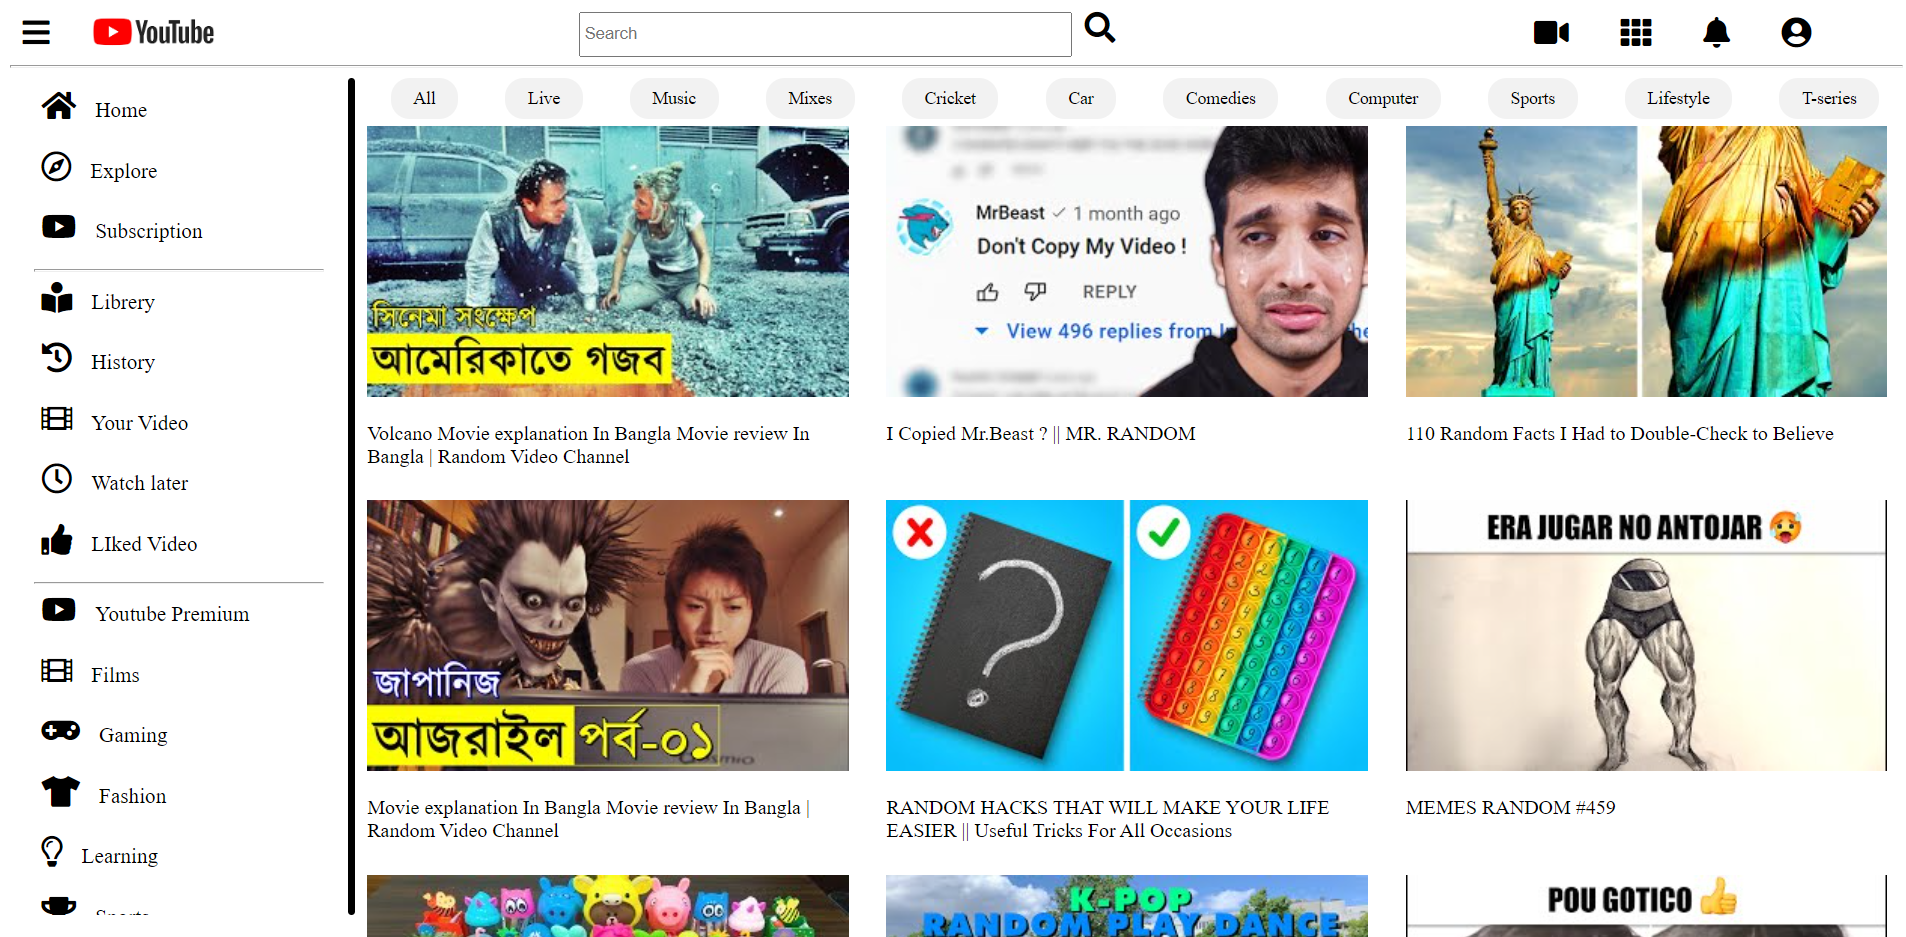 YouTube
Search
All
Live
Music
Mixes
Cricket
Car
Comedies
Computer
Sports
Lifestyle
T-series
Home
Explore
Subscription
Librery
History
Your Video
Watch later
LIked Video
Youtube Premium
Films
Gaming
Fashion
Learning
সিনেমা সংক্ষেপ
আমেরিকাতে গজব
MrBeast 1 month ago
Don't Copy My Video !
REPLY
View 496 replies from
Volcano Movie explanation In Bangla Movie review In
Bangla | Random Video Channel
I Copied Mr.Beast ? || MR. RANDOM
110 Random Facts I Had to Double-Check to Believe
জাপানিজ
আজরাইল পর্ব-০১
?
ERA JUGAR NO ANTOJAR 🥵
Movie explanation In Bangla Movie review In Bangla |
Random Video Channel
RANDOM HACKS THAT WILL MAKE YOUR LIFE
EASIER || Useful Tricks For All Occasions
MEMES RANDOM #459
K-POP
RANDOM PLAY DANCE
POU GOTICO 👍